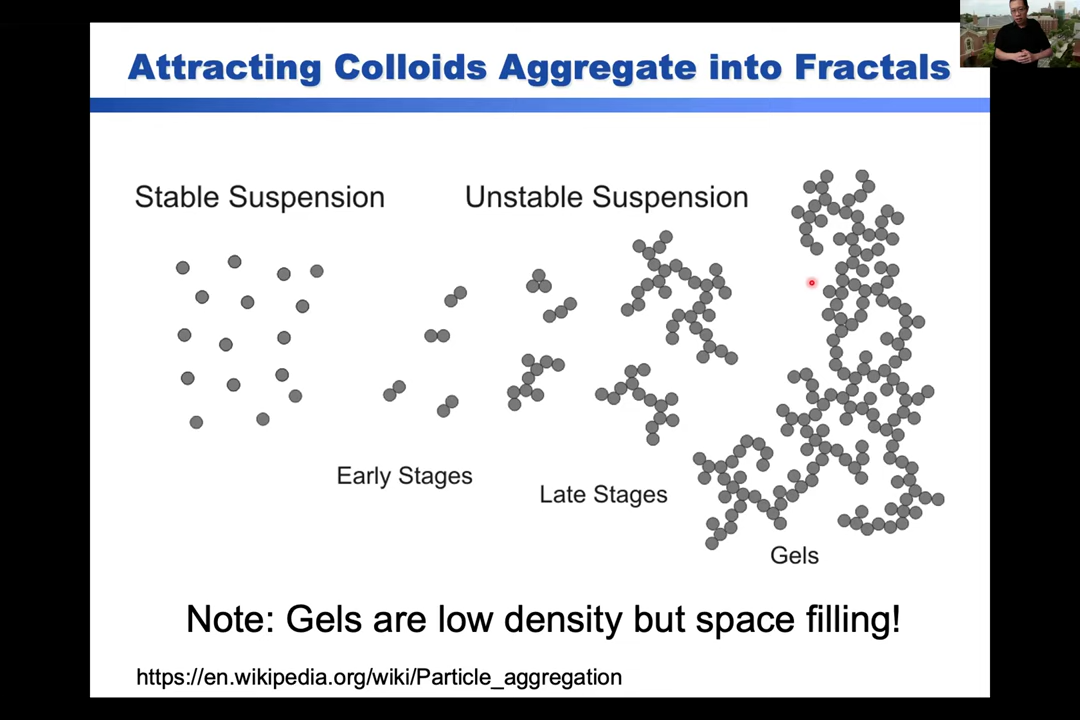 Attracting Colloids Aggregate into Fractals
Stable Suspension
Unstable Suspension
Early Stages
Late Stages
Gels
Note: Gels are low density but space filling!
https://en.wikipedia.org/wiki/Particle_aggregation